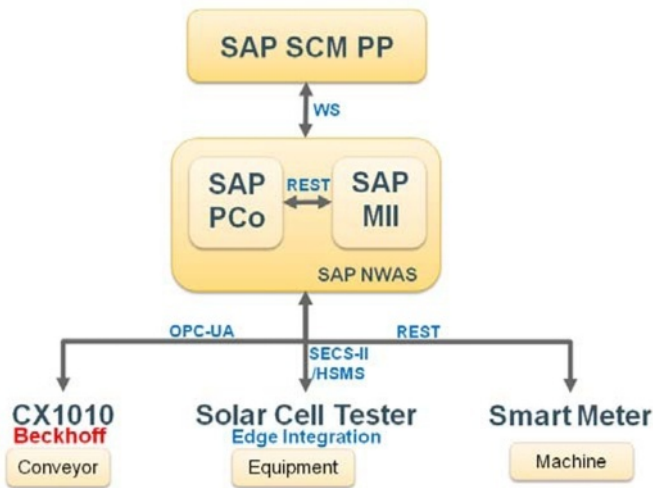 SAP SCM PP
WS
SAP
PCo
REST
SAP
MII
SAP NWAS
OPC-UA
REST
SECS-II
/HSMS
CX1010
Beckhoff
Conveyor
Solar Cell Tester
Edge Integration
Equipment
Smart Meter
Machine